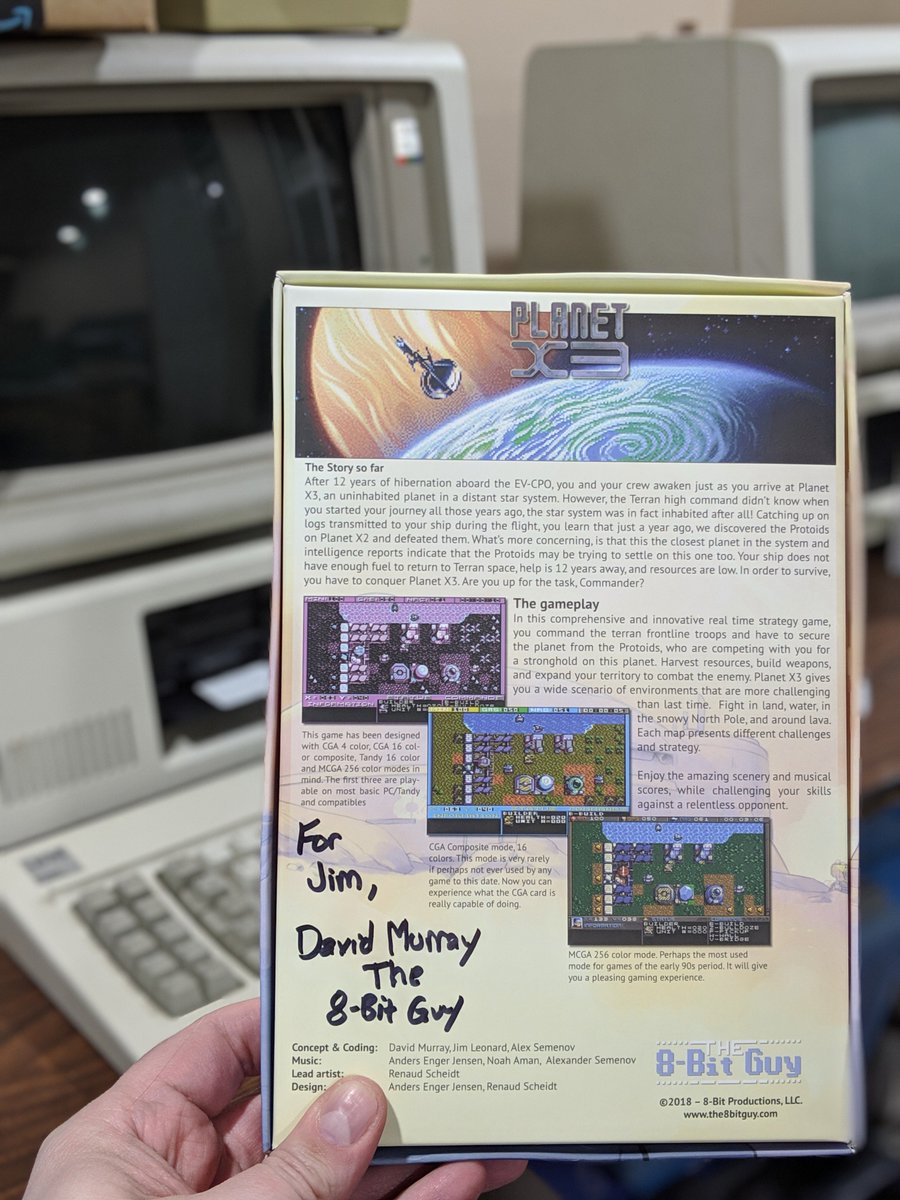 PLANET
X3
The Story so far
After 12 years of hibernation aboard the EV-CPO, you and your crew awaken just as you arrive at Planet
X3, an uninhabited planet in a distant star system. However, the Terran high command didn't know when
you started your journey all those years ago, the star system was in fact inhabited after all! Catching up on
logs transmitted to your ship during the flight, you learn that just a year ago, we discovered the Protoids
on Planet X2 and defeated them. What's more concerning, is that this the closest planet in the system and
intelligence reports indicate that the Protoids may be trying to settle on this one too. Your ship does not
have enough fuel to return to Terran space, help is 12 years away, and resources are low. In order to survive,
you have to conquer Planet X3. Are you up for the task, Commander?
The gameplay
In this comprehensive and innovative real time strategy game,
you command the terran frontline troops and have to secure
the planet from the Protoids, who are competing with you for
a stronghold on this planet. Harvest resources, build weapons,
and expand your territory to combat the enemy. Planet X3 gives
you a wide scenario of environments that are more challenging
than last time. Fight in land, water, in
the snowy North Pole, and around lava.
Each map presents different challenges
and strategy.
Enjoy the amazing scenery and musical
scores, while challenging your skills
against a relentless opponent.
INFORMATION
This game has been designed
with CGA 4 color, CGA 16 col-
or composite, Tandy 16 color
and MCGA 256 color modes in
mind. The first three are play-
able on most basic PC/Tandy
and compatibles
BUILDER
B-BUILD
CGA Composite mode, 16
colors. This mode is very rarely
if perhaps not ever used by any
game to this date. Now you can
experience what the CGA card is
really capable of doing.
BUILDER
B-BUILD
INFORMATION
MCGA 256 color mode. Perhaps the most used
mode for games of the early 90s period. It will give
you a pleasing gaming experience.
For
Jim,
David Murray
The
8-Bit Guy
Concept & Coding: David Murray, Jim Leonard, Alex Semenov
Music: Anders Enger Jensen, Noah Aman, Alexander Semenov
Lead artist: Renaud Scheidt
Design: Anders Enger Jensen, Renaud Scheidt
THE
8-Bit Guy
©2018 – 8-Bit Productions, LLC.
www.the8bitguy.com